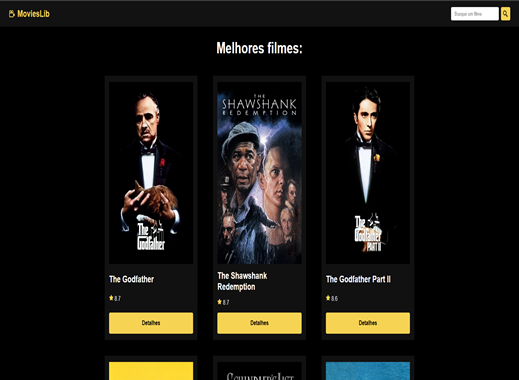 MoviesLib
Busque um filme
Melhores filmes:
The
Godfather
THE
SHAWSHANK
REDEMPTION
The
Godfather
PART II
The Godfather
8.7
Detalhes
The Shawshank
Redemption
8.7
Detalhes
The Godfather Part II
8.6
Detalhes
SCHINDLER'S LIST